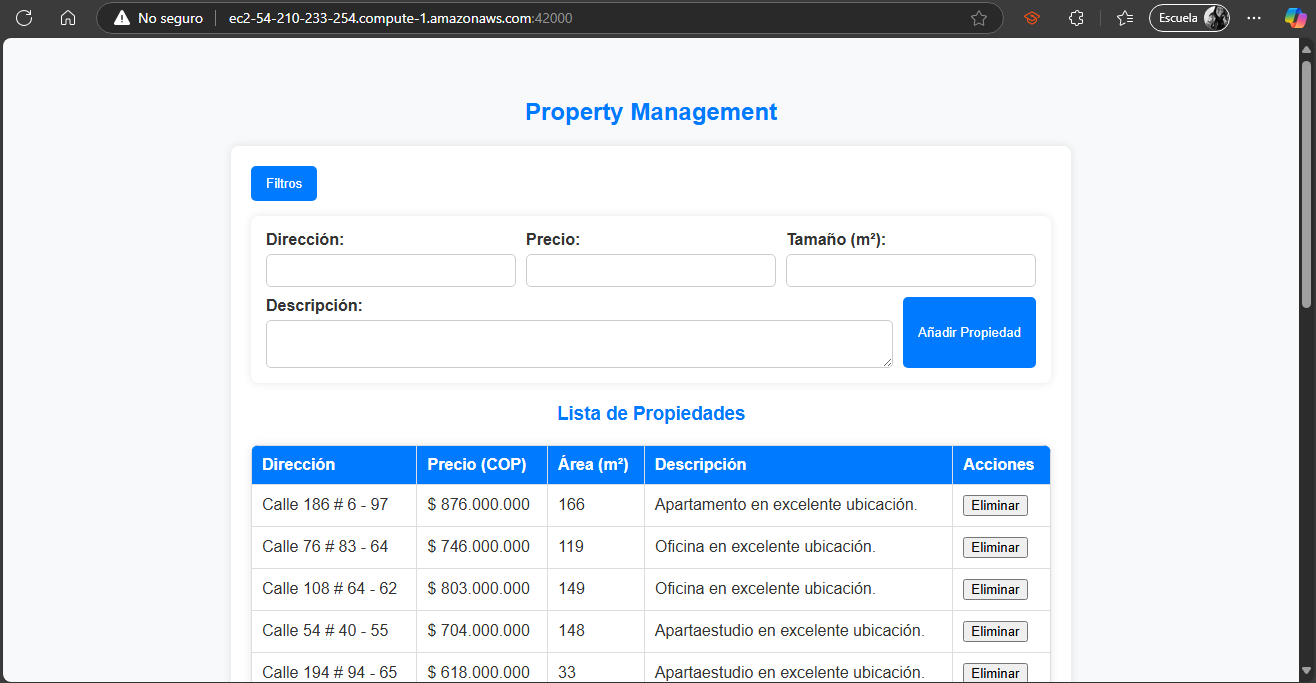 No seguro ec2-54-210-233-254.compute-1.amazonaws.com:42000 Escuela
Property Management
Filtros
Dirección: Precio: Tamaño (m²):
Descripción:
Añadir Propiedad
Lista de Propiedades
Dirección Precio (COP) Área (m²) Descripción Acciones
Calle 186 # 6 - 97 $ 876.000.000 166 Apartamento en excelente ubicación. Eliminar
Calle 76 # 83 - 64 $ 746.000.000 119 Oficina en excelente ubicación. Eliminar
Calle 108 # 64 - 62 $ 803.000.000 149 Oficina en excelente ubicación. Eliminar
Calle 54 # 40 - 55 $ 704.000.000 148 Apartaestudio en excelente ubicación. Eliminar
Calle 194 # 94 - 65 $ 618.000.000 33 Apartaestudio en excelente ubicación. Eliminar